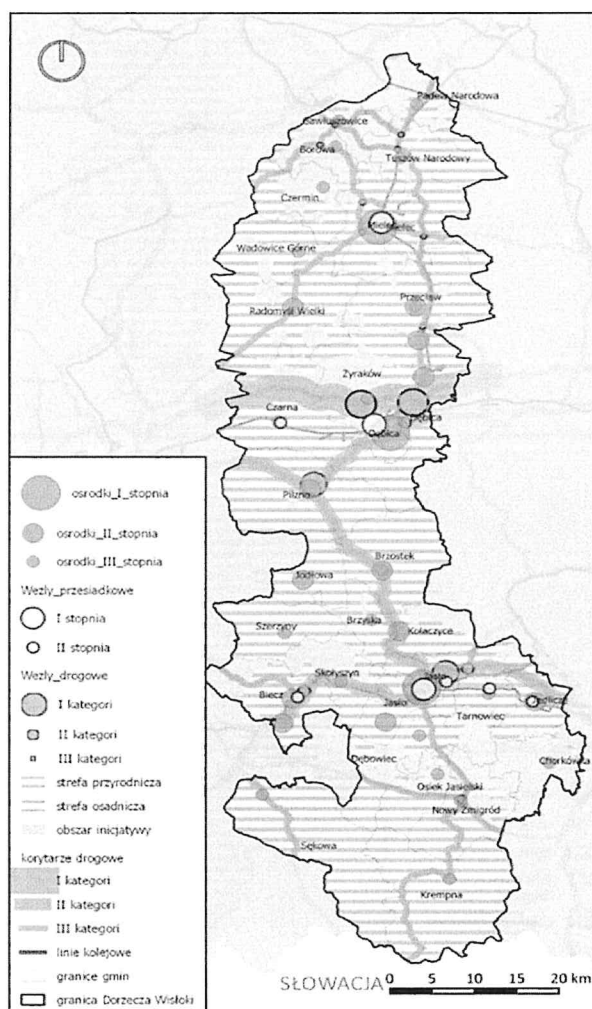 Padew Narodowa
Gawłuszowice
Borowa
Tuszów Narodowy
Czermin
Mielec
Wadowice Górne
Radomyśl Wielki
Przecław
Żyraków
Czarna
Dębica
Dębica
Pilzno
Brzostek
Jodłowa
Brzyska
Szerzyny
Kołaczyce
Skołyszyn
Jasło
Biecz
Jasło
Jedlicze
Tarnowiec
Dębowiec
Chorkówka
Osiek Jasielski
Nowy Żmigród
Sękowa
Krempna
SŁOWACJA 0 5 10 15 20 km
osrodki_I_stopnia
osrodki_II_stopnia
osrodki_III_stopnia
Wezly_przesiadkowe
I stopnia
II stopnia
Wezly_drogowe
I kategori
II kategori
III kategori
strefa przyrodnicza
strefa osadnicza
obszar inicjatywy
korytarze drogowe
I kategori
II kategori
III kategori
linie kolejowe
granice gmin
granica Dorzecza Wisłoki